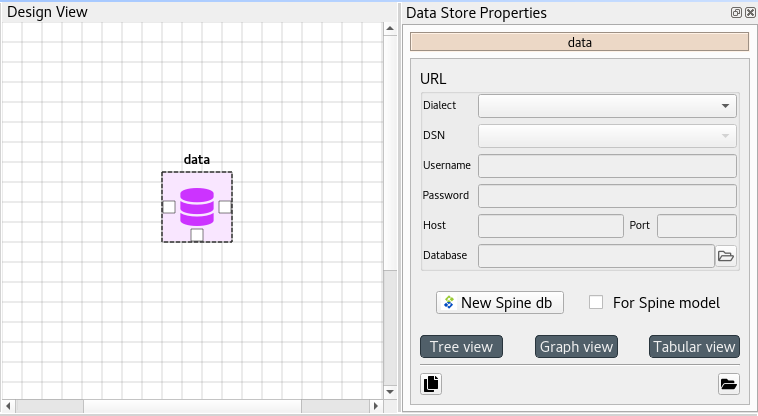 Design View
data
Data Store Properties
data
URL
Dialect
DSN
Username
Password
Host Port
Database
New Spine db For Spine model
Tree view Graph view Tabular view